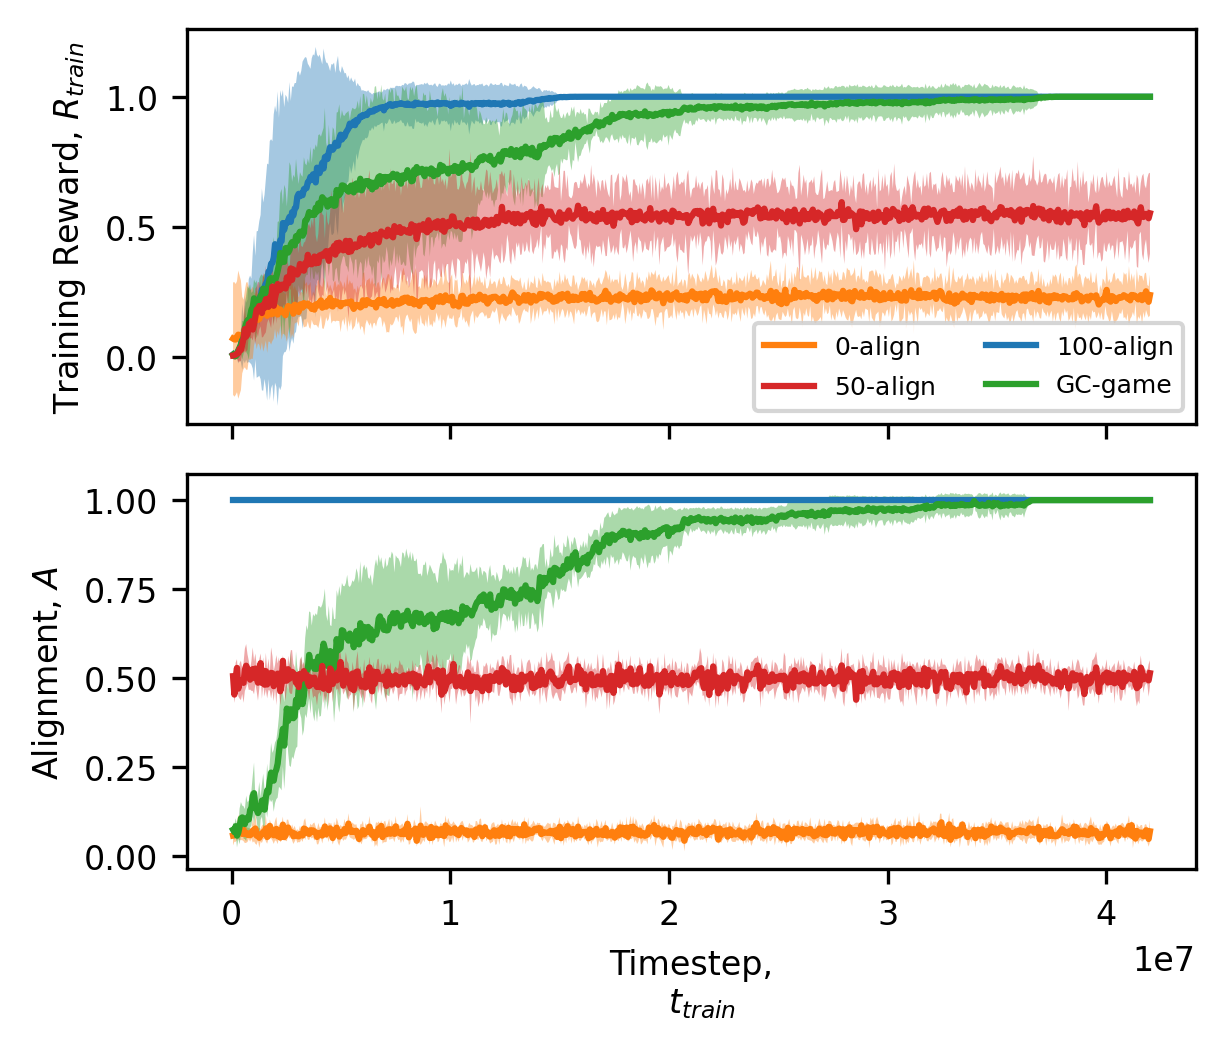 Training Reward, R_train
1.0
0.5
0.0
0-align
50-align
100-align
GC-game
Alignment, A
1.00
0.75
0.50
0.25
0.00
0 1 2 3 4
1e7
Timestep,
t_train